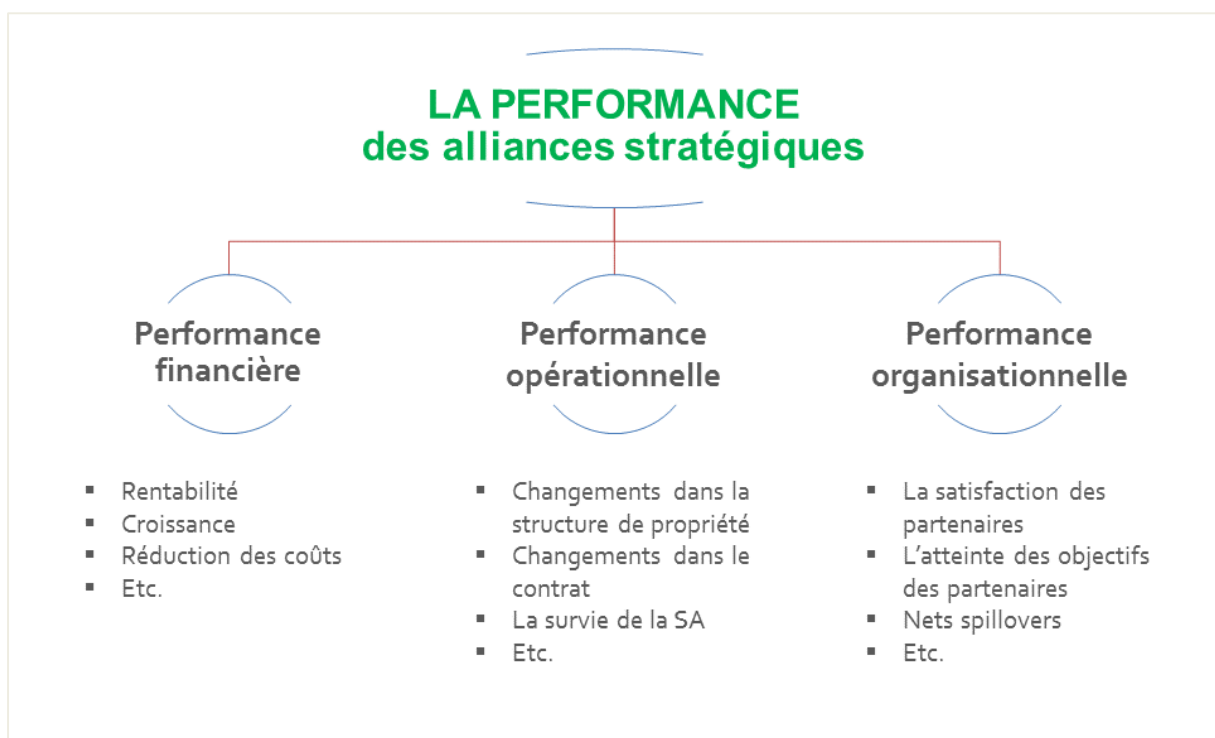 LA PERFORMANCE
des alliances stratégiques
Performance
financière
Performance
opérationnelle
Performance
organisationnelle
▪ Rentabilité
▪ Croissance
▪ Réduction des coûts
▪ Etc.
▪ Changements dans la
structure de propriété
▪ Changements dans le
contrat
▪ La survie de la SA
▪ Etc.
▪ La satisfaction des
partenaires
▪ L’atteinte des objectifs
des partenaires
▪ Nets spillovers
▪ Etc.